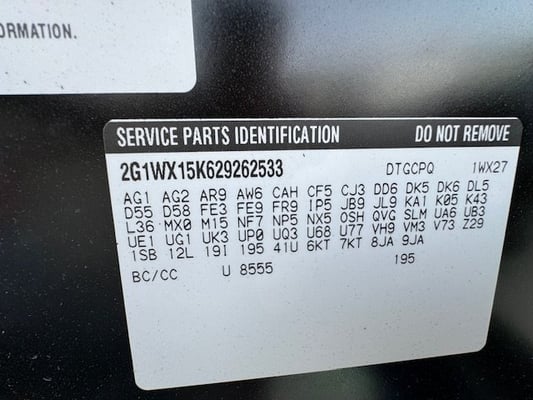 ORMATION.
SERVICE PARTS IDENTIFICATION DO NOT REMOVE
2G1WX15K629262533 DTGCPQ 1WX27
AG1 AG2 AR9 AW6 CAH CF5 CJ3 DD6 DK5 DK6 DL5
D55 D58 FE3 FE9 FR9 IP5 JB9 JL9 KA1 K05 K43
L36 MX0 M15 NF7 NP5 NX5 OSH QVG SLM UA6 UB3
UE1 UG1 UK3 UP0 UQ3 U68 U77 VH9 VM3 V73 Z29
1SB 12L 19I 195 41U 6KT 7KT 8JA 9JA
BC/CC U 8555 195